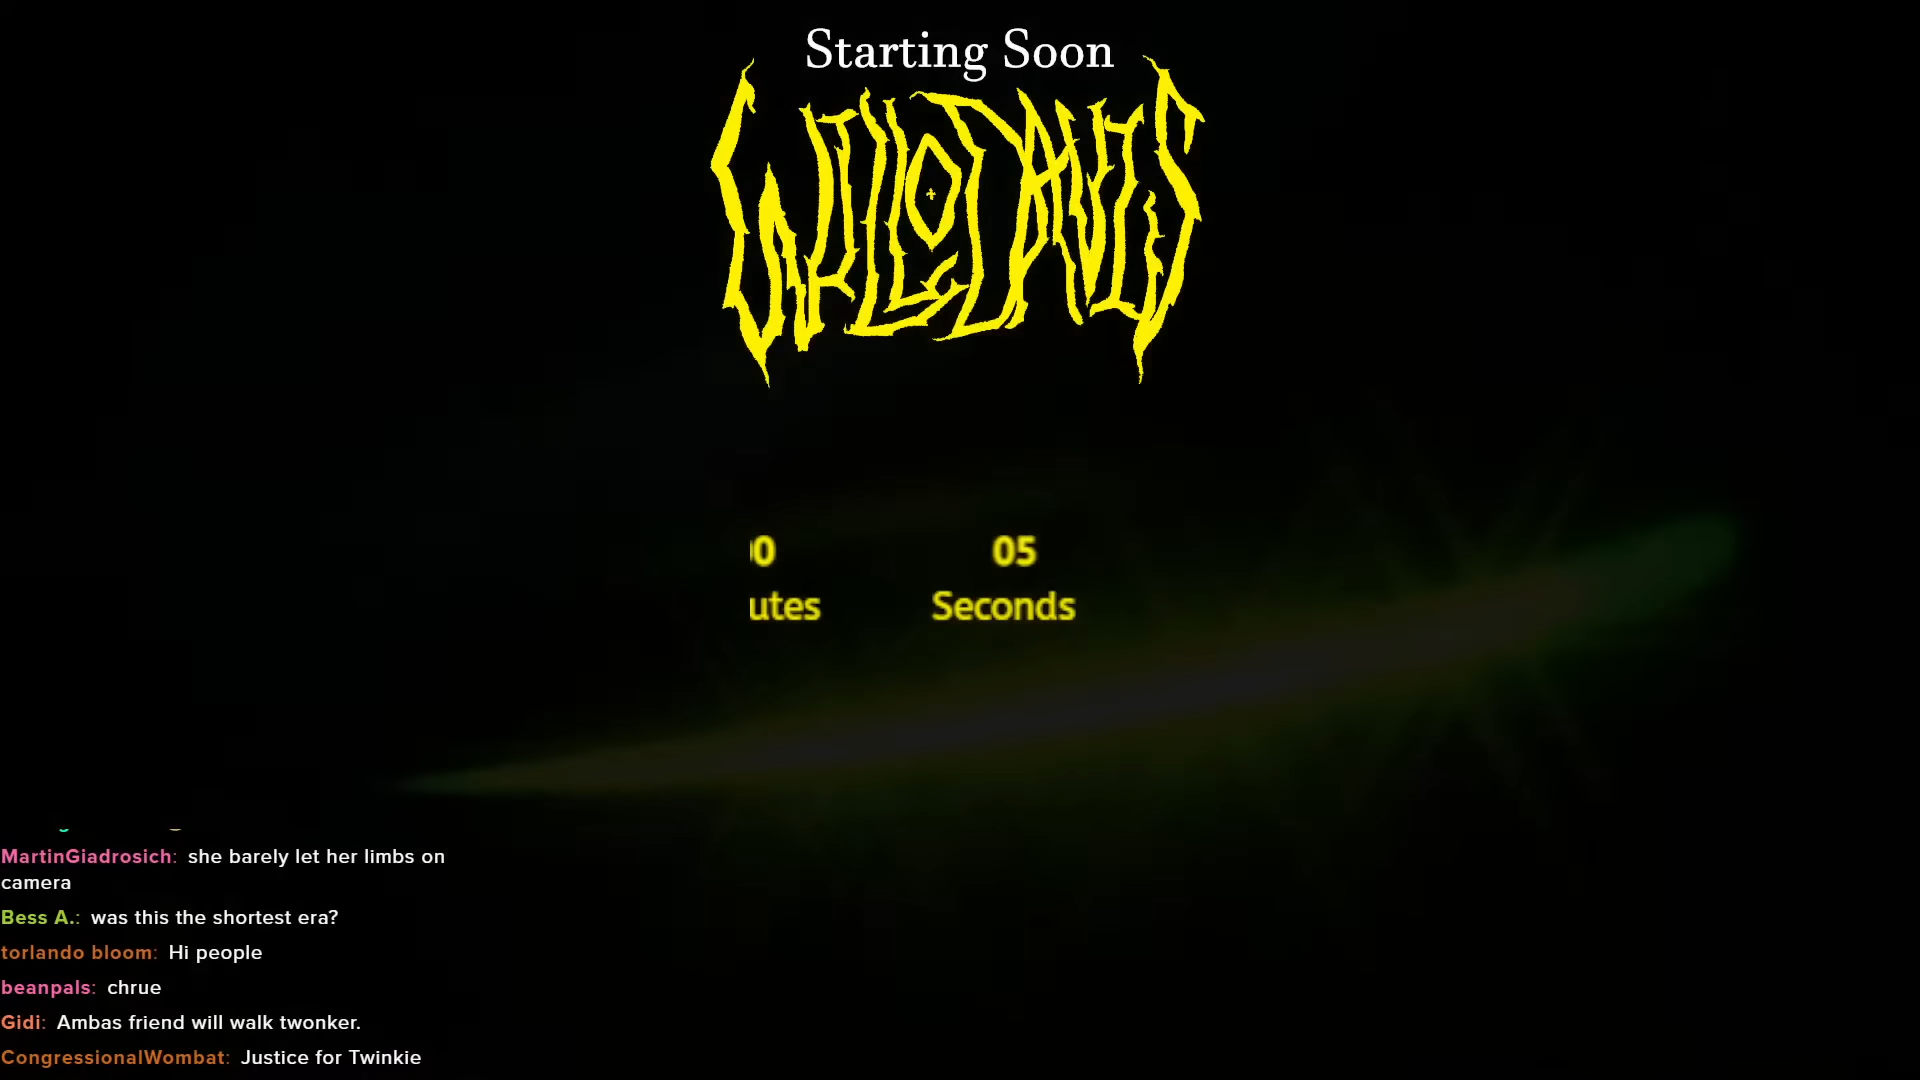 Starting Soon
0
05
utes
Seconds
MartinGiadrosich: she barely let her limbs on
camera
Bess A.: was this the shortest era?
torlando bloom: Hi people
beanpals: chrue
Gidi: Ambas friend will walk twonker.
CongressionalWombat: Justice for Twinkie